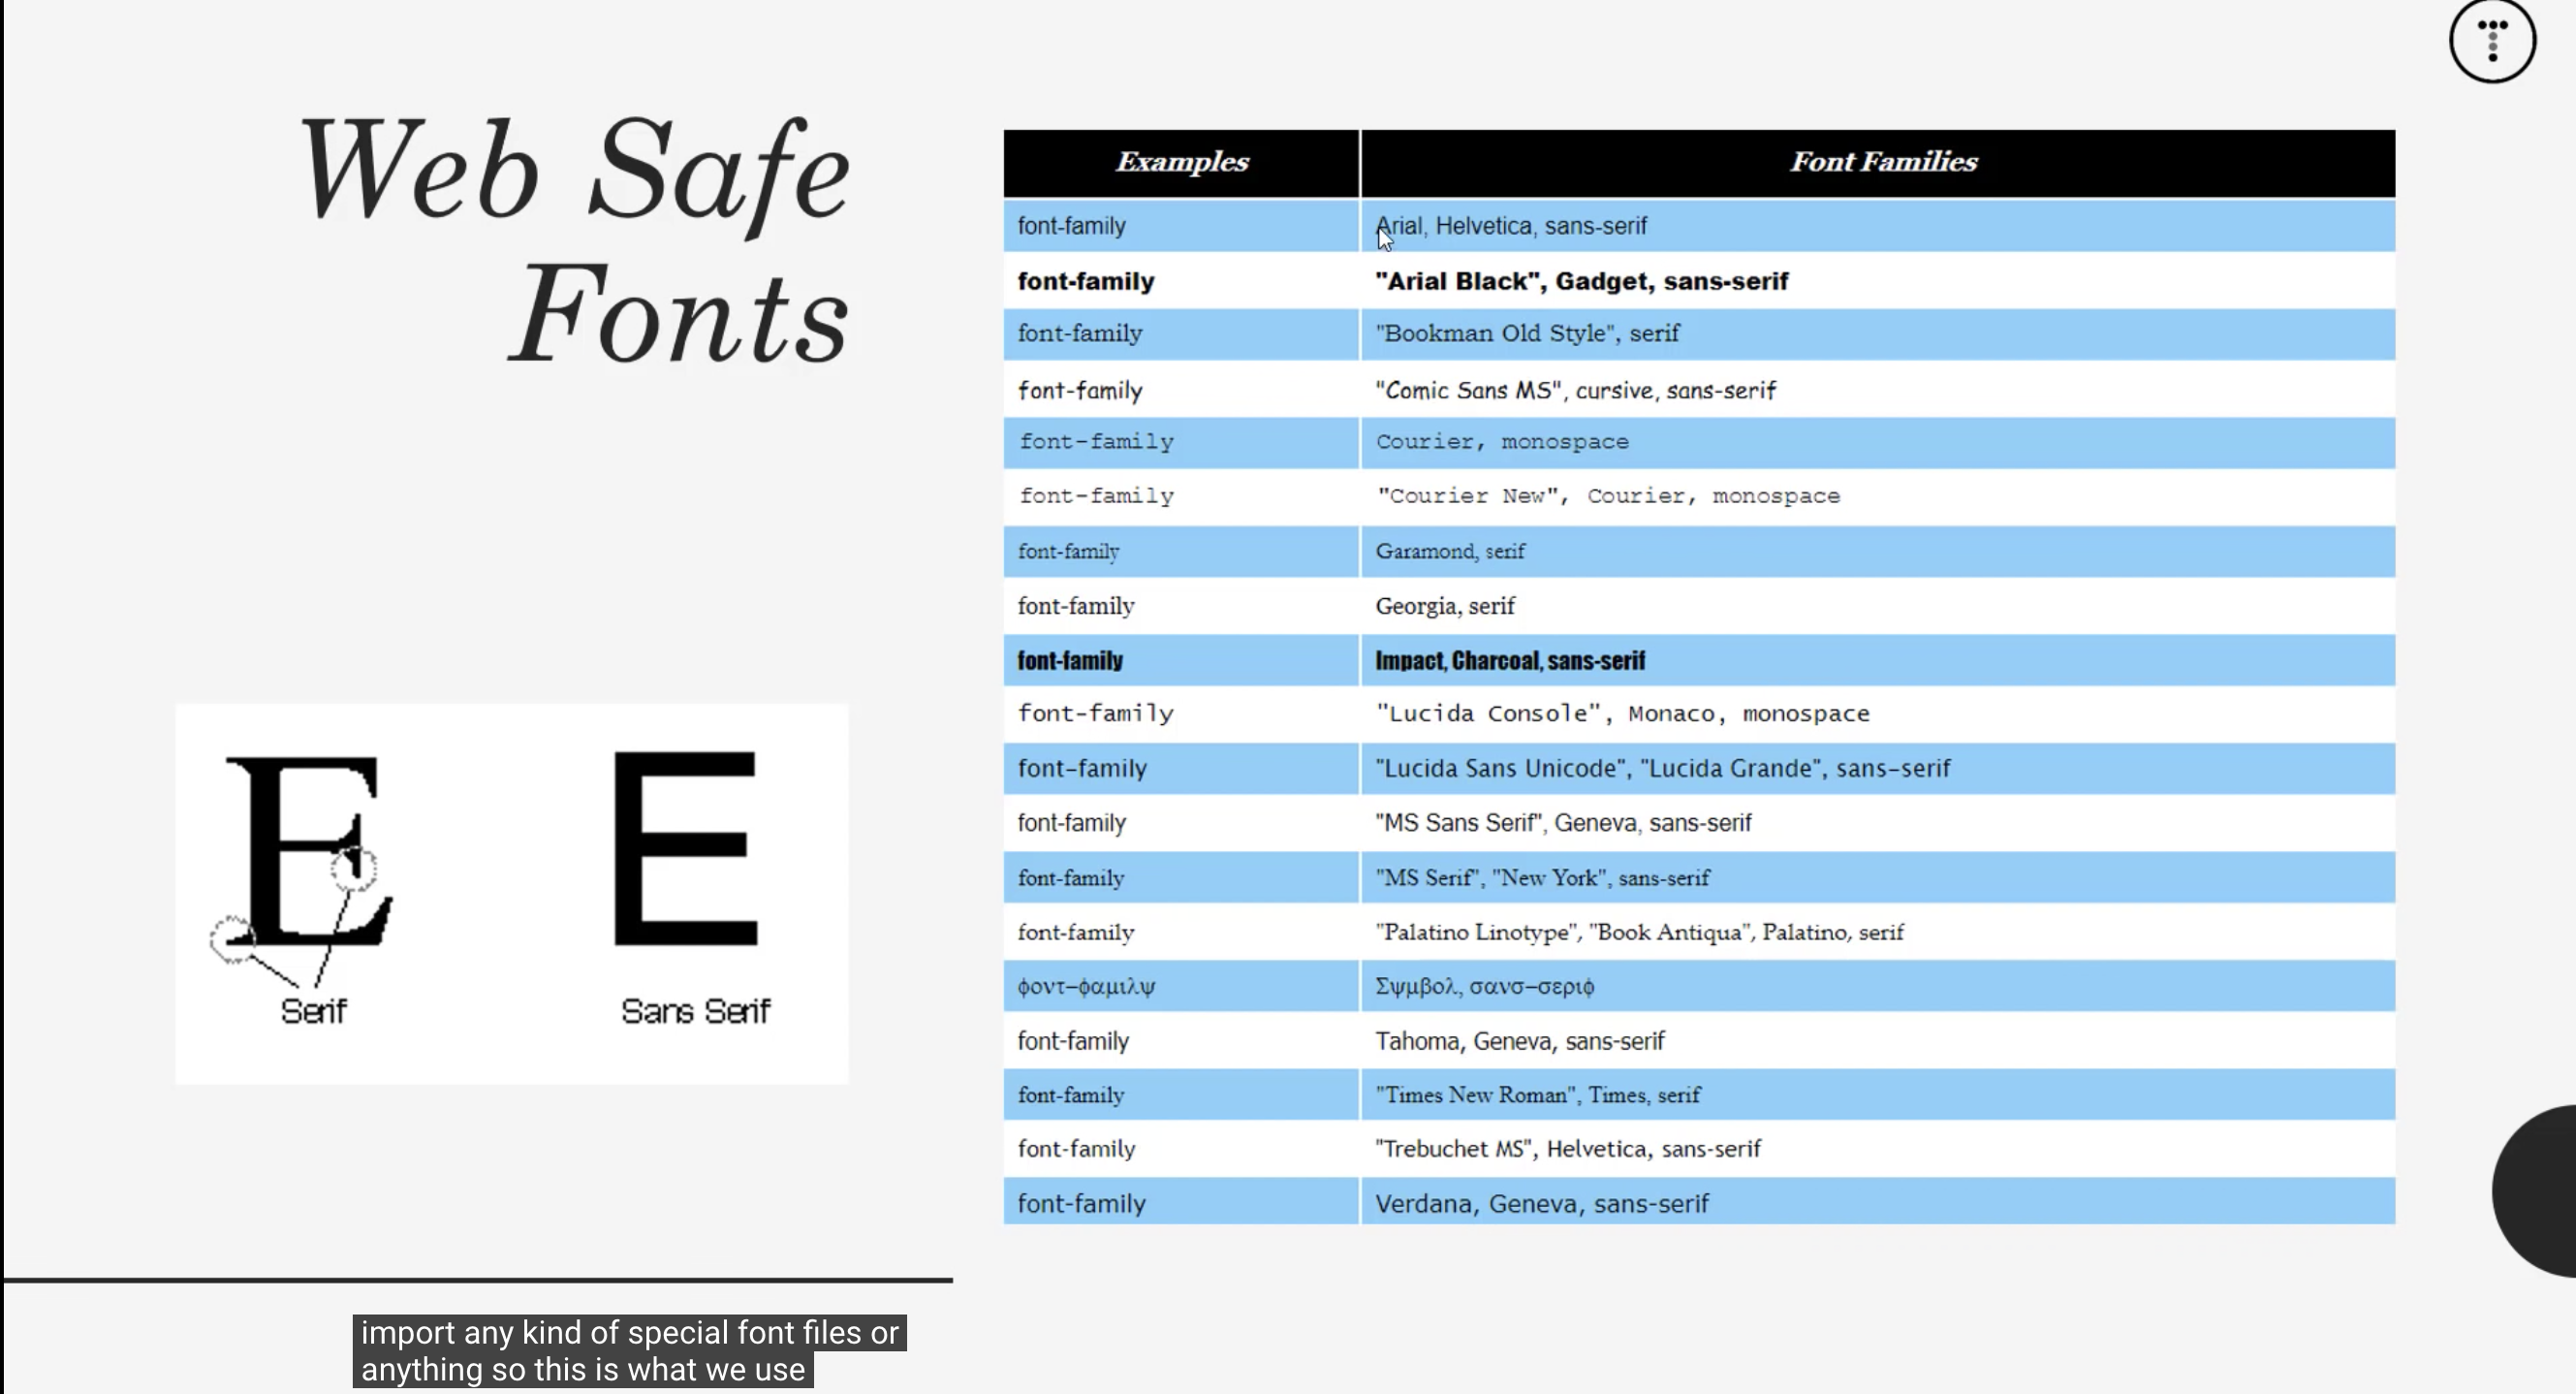 Web Safe
Fonts
Examples Font Families
font-family Arial, Helvetica, sans-serif
font-family "Arial Black", Gadget, sans-serif
font-family "Bookman Old Style", serif
font-family "Comic Sans MS", cursive, sans-serif
font-family Courier, monospace
font-family "Courier New", Courier, monospace
font-family Garamond, serif
font-family Georgia, serif
font-family Impact, Charcoal, sans-serif
font-family "Lucida Console", Monaco, monospace
font-family "Lucida Sans Unicode", "Lucida Grande", sans-serif
font-family "MS Sans Serif", Geneva, sans-serif
font-family "MS Serif", "New York", sans-serif
font-family "Palatino Linotype", "Book Antiqua", Palatino, serif
φοντ–φαμιλψ Σψμβολ, σανσ–σεριφ
font-family Tahoma, Geneva, sans-serif
font-family "Times New Roman", Times, serif
font-family "Trebuchet MS", Helvetica, sans-serif
font-family Verdana, Geneva, sans-serif
E E
Serif Sans Serif
import any kind of special font files or
anything so this is what we use